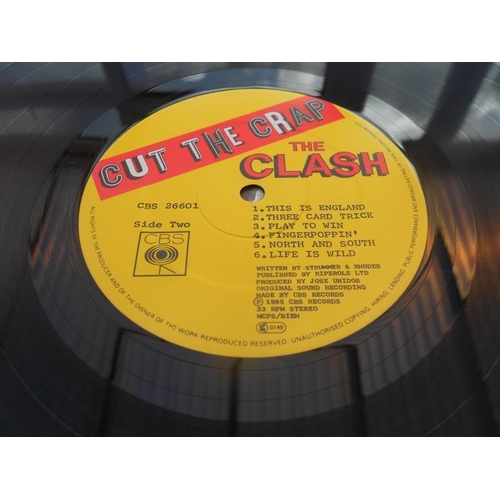 CUT THE CRAP
THE
CLASH
CBS 26601
Side Two
CBS
1. THIS IS ENGLAND
2. THREE CARD TRICK
3. PLAY TO WIN
4. FINGERPOPPIN'
5. NORTH AND SOUTH
6. LIFE IS WILD
WRITTEN BY STRUMMER & RHODES
PUBLISHED BY RIPEROLE LTD
PRODUCED BY JOSE UNIDOS
ORIGINAL SOUND RECORDING
MADE BY CBS RECORDS
℗ 1985 CBS RECORDS
33 RPM STEREO
MCPS/BIEM
0149
ALL RIGHTS OF THE PRODUCER AND OF THE OWNER OF THE WORK REPRODUCED RESERVED. UNAUTHORISED COPYING, HIRING, LENDING, PUBLIC PERFORMANCE AND BROADCASTING OF THIS